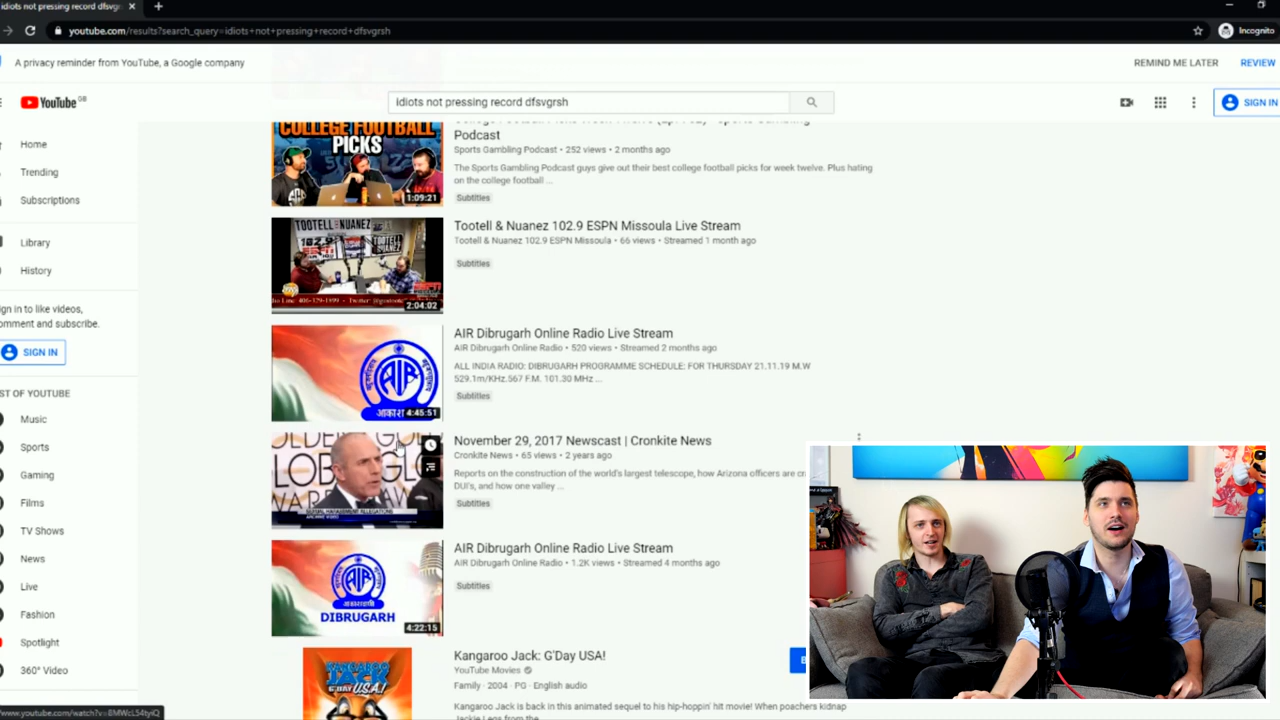 idiots not pressing record dfsvgrsh
youtube.com/results?search_query=idiots+not+pressing+record+dfsvgrsh
Incognito
A privacy reminder from YouTube, a Google company
REMIND ME LATER
REVIEW
YouTube GB
idiots not pressing record dfsvgrsh
SIGN IN
Home
Trending
Subscriptions
Library
History
ign in to like videos,
omment and subscribe.
SIGN IN
ST OF YOUTUBE
Music
Sports
Gaming
Films
TV Shows
News
Live
Fashion
Spotlight
360° Video
COLLEGE FOOTBALL
PICKS
1:09:21
Podcast
Sports Gambling Podcast • 252 views • 2 months ago
The Sports Gambling Podcast guys give out their best college football picks for week twelve. Plus hating
on the college football ...
Subtitles
TOOTELL & NUANEZ
102.9
2:04:02
Tootell & Nuanez 102.9 ESPN Missoula Live Stream
Tootell & Nuanez 102.9 ESPN Missoula • 66 views • Streamed 1 month ago
Subtitles
AIR
4:45:51
AIR Dibrugarh Online Radio Live Stream
AIR Dibrugarh Online Radio • 520 views • Streamed 2 months ago
ALL INDIA RADIO: DIBRUGARH PROGRAMME SCHEDULE: FOR THURSDAY 21.11.19 M.W
529.1m/KHz.567 F.M. 101.30 MHz ...
Subtitles
November 29, 2017 Newscast | Cronkite News
Cronkite News • 65 views • 2 years ago
Reports on the construction of the world's largest telescope, how Arizona officers are cr
DUI's, and how one valley ...
Subtitles
AIR
DIBRUGARH
4:22:15
AIR Dibrugarh Online Radio Live Stream
AIR Dibrugarh Online Radio • 1.2K views • Streamed 4 months ago
Subtitles
KANGAROO JACK
G'DAY U.S.A.!
Kangaroo Jack: G'Day USA!
YouTube Movies
Family · 2004 · PG · English audio
Kangaroo Jack is back in this animated sequel to his hip-hoppin' hit movie! When poachers kidnap